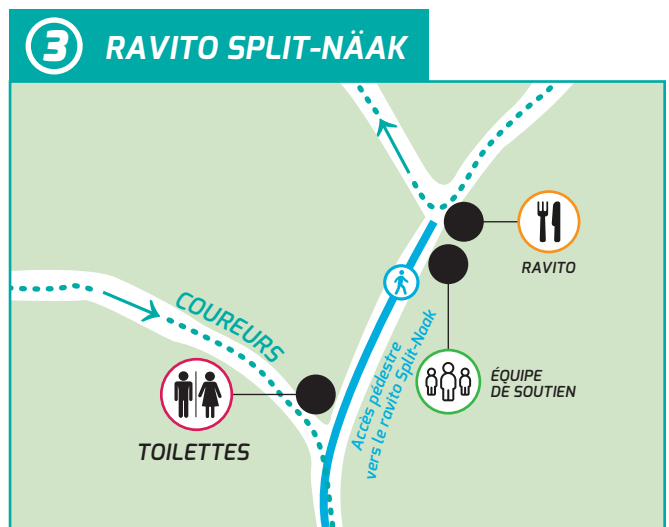 3 RAVITO SPLIT-NÄAK
RAVITO
COUREURS
Accès pédestre
vers le ravito Split-Naak
ÉQUIPE
DE SOUTIEN
TOILETTES